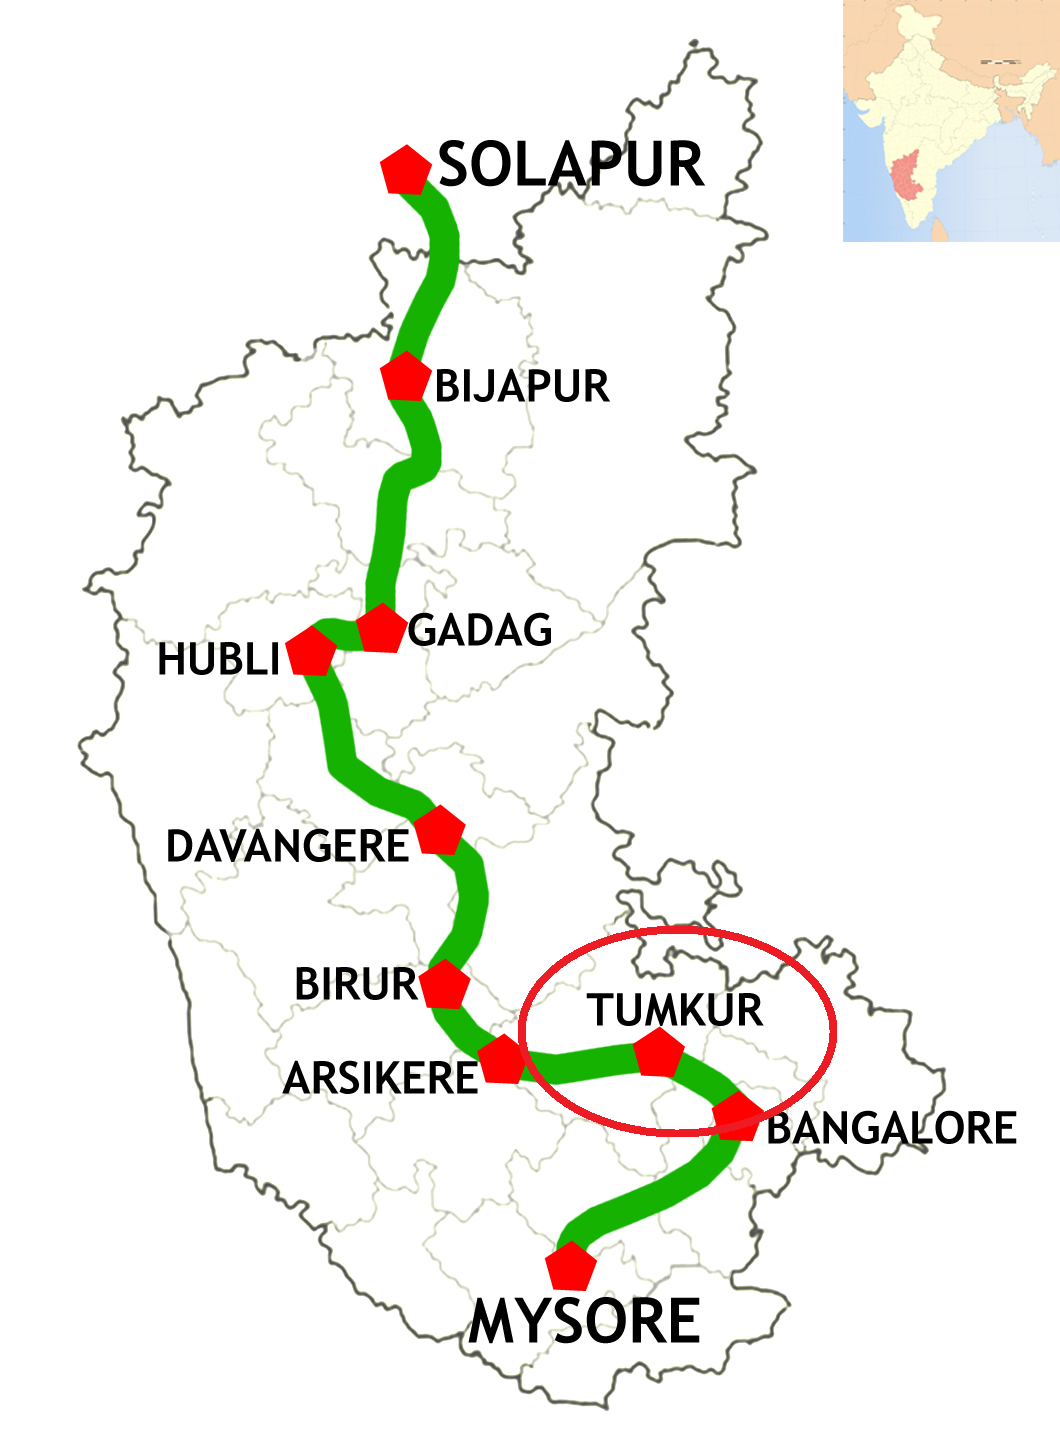 SOLAPUR
BIJAPUR
GADAG
HUBLI
DAVANGERE
BIRUR
TUMKUR
ARSIKERE
BANGALORE
MYSORE